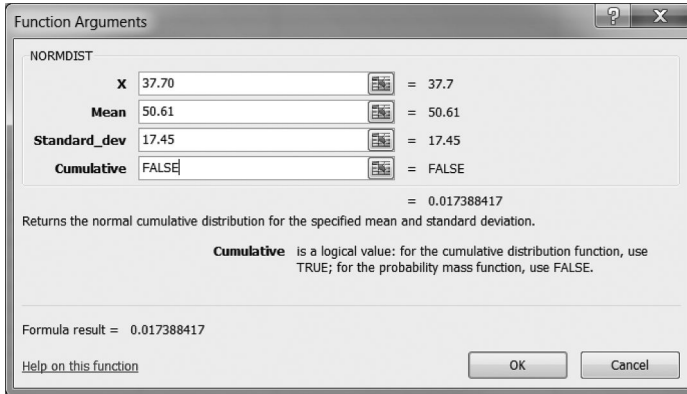 Function Arguments
NORMDIST
X 37.70 = 37.7
Mean 50.61 = 50.61
Standard_dev 17.45 = 17.45
Cumulative FALSE = FALSE
= 0.017388417
Returns the normal cumulative distribution for the specified mean and standard deviation.
Cumulative is a logical value: for the cumulative distribution function, use
TRUE; for the probability mass function, use FALSE.
Formula result = 0.017388417
Help on this function OK Cancel